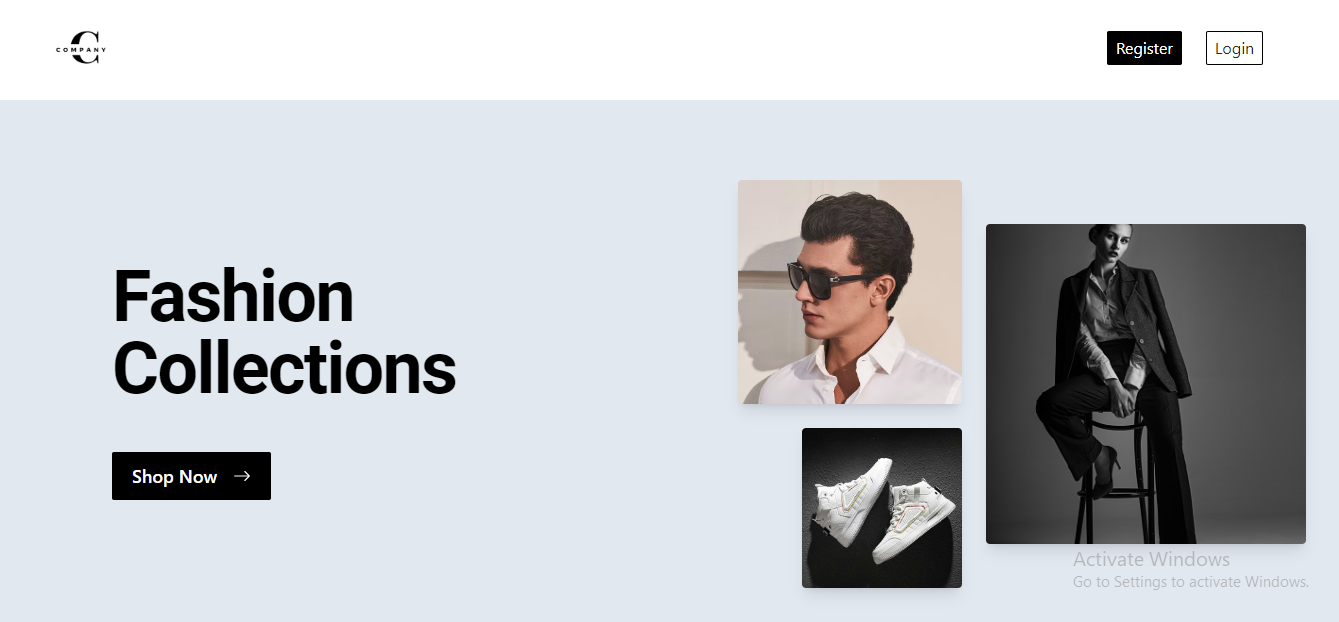 COMPANY
Register
Login
Fashion
Collections
Shop Now
Activate Windows
Go to Settings to activate Windows.